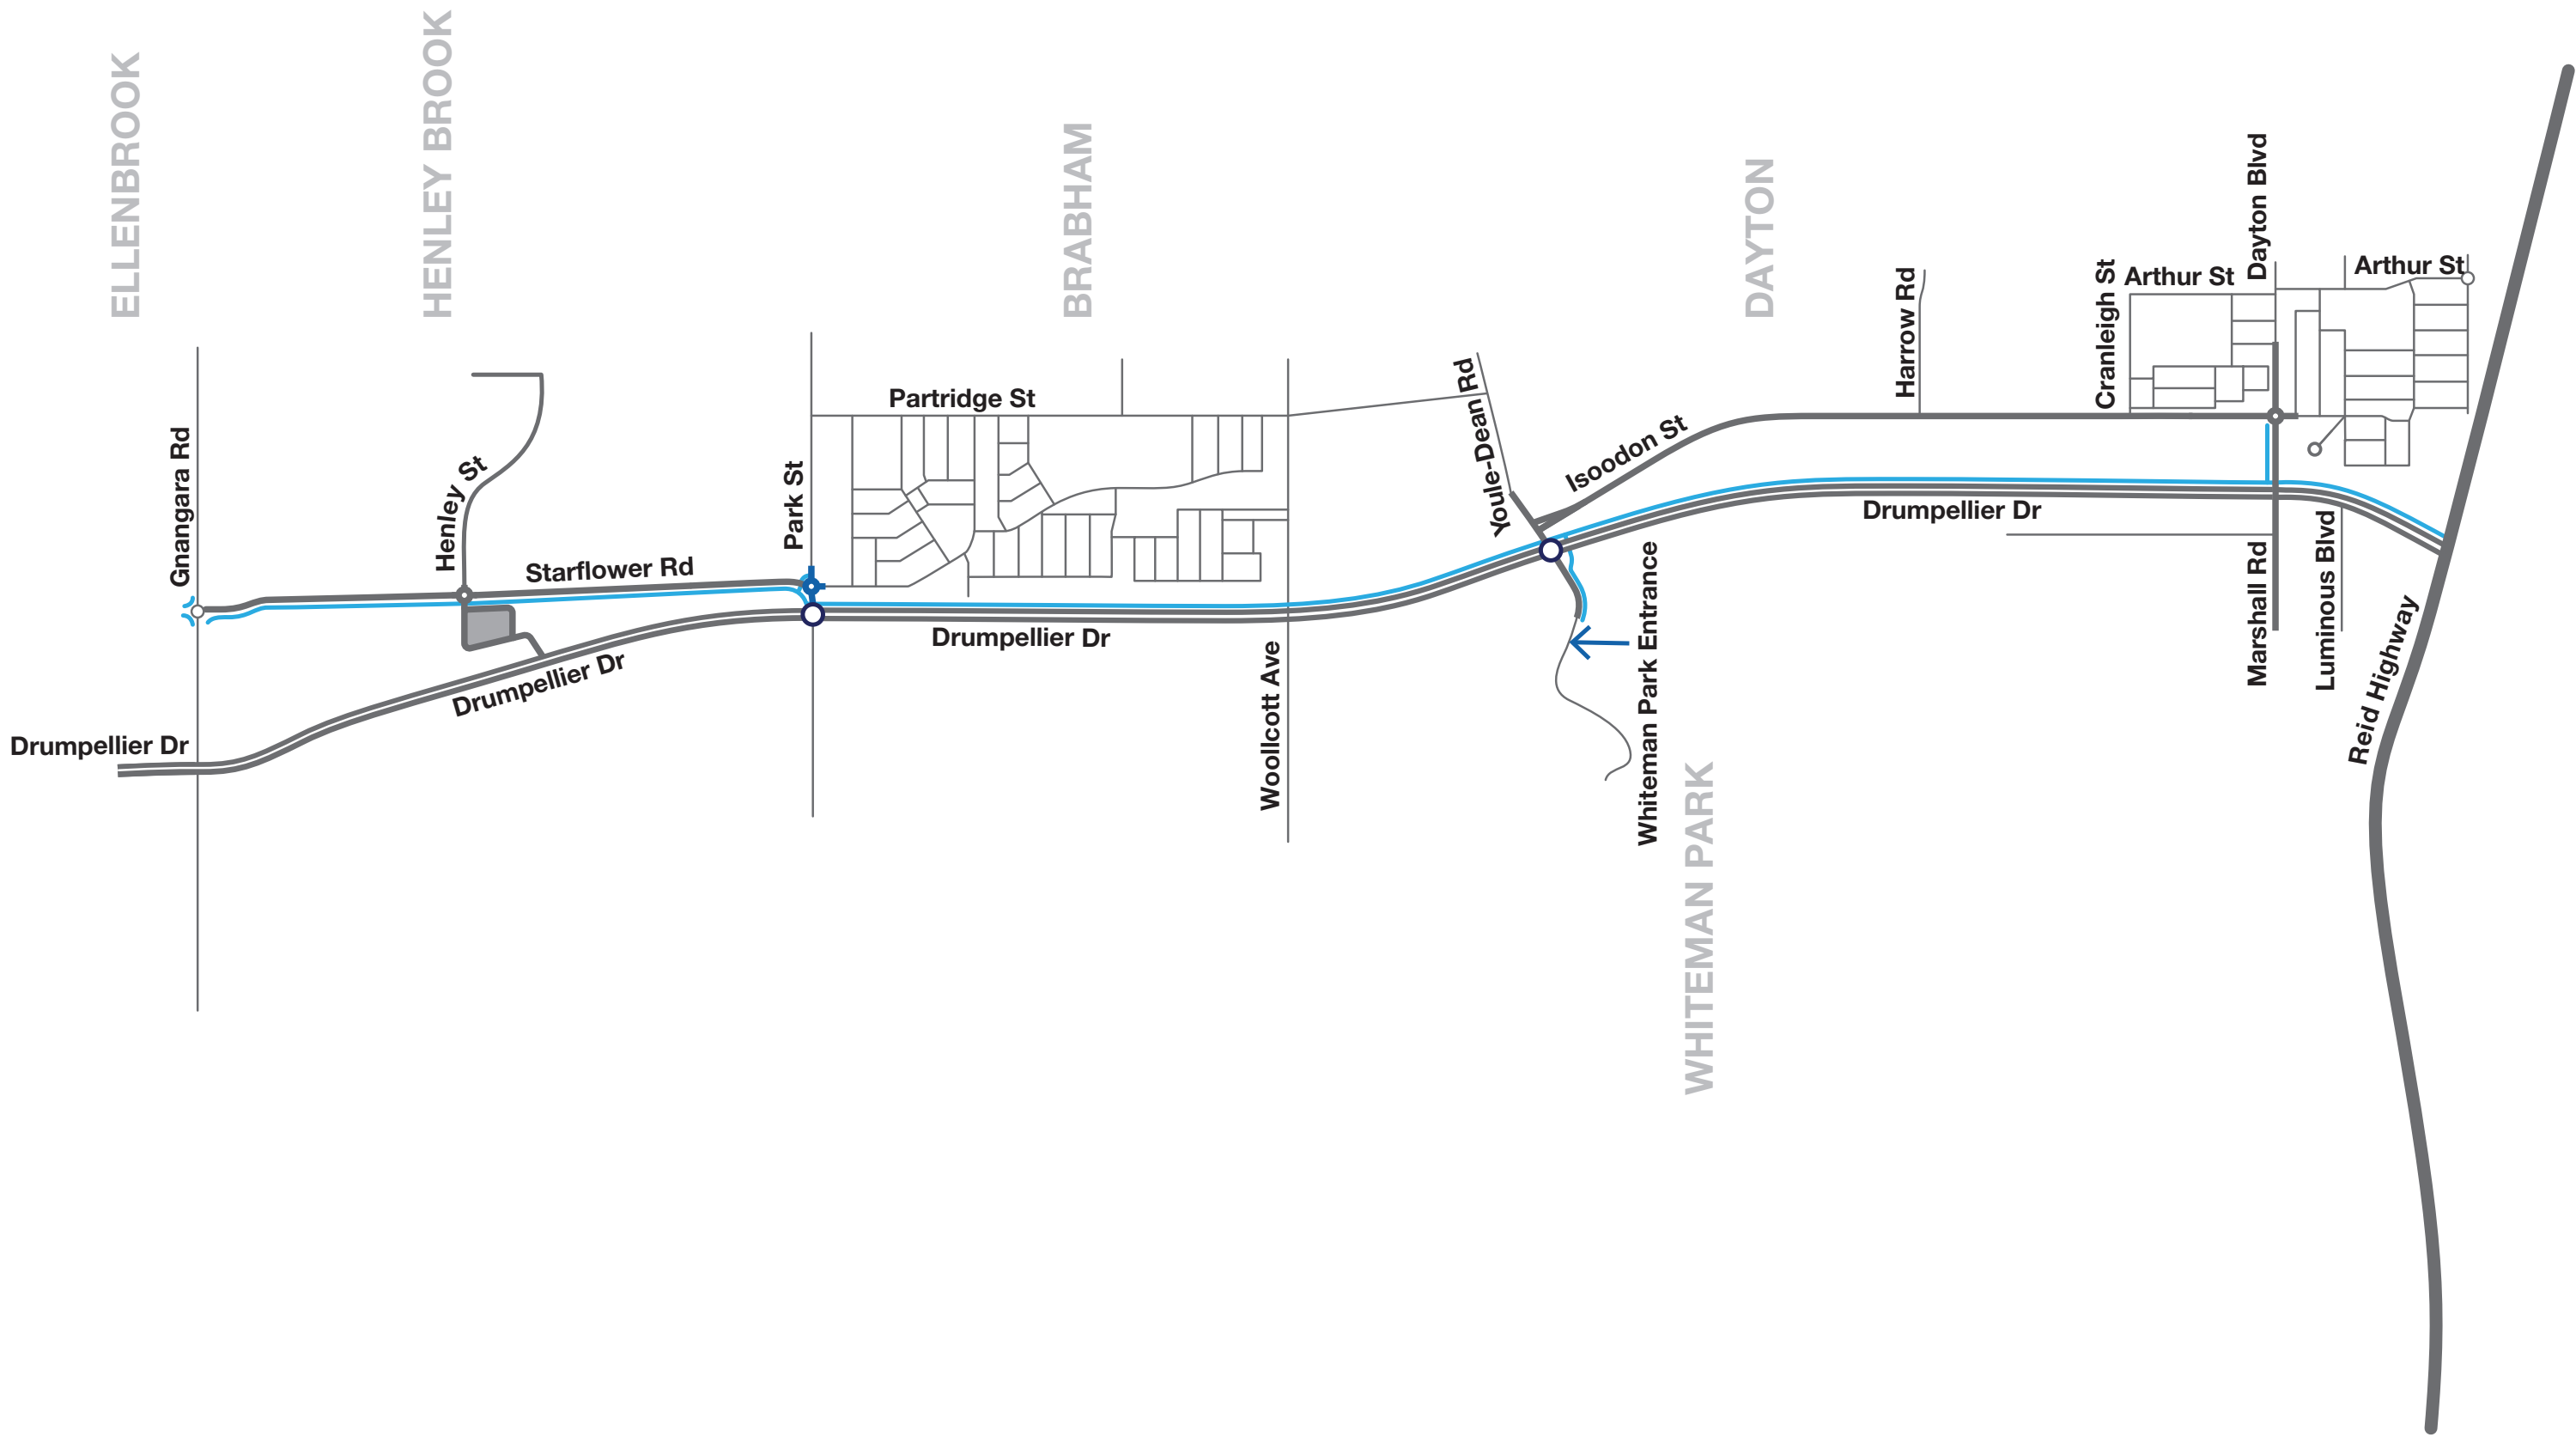 ELLENBROOK
HENLEY BROOK
BRABHAM
DAYTON
WHITEMAN PARK
Gnangara Rd
Henley St
Starflower Rd
Park St
Partridge St
Drumpellier Dr
Drumpellier Dr
Drumpellier Dr
Woollcott Ave
Youle-Dean Rd
Isoodon St
Whiteman Park Entrance
Harrow Rd
Drumpellier Dr
Cranleigh St
Arthur St
Dayton Blvd
Arthur St
Marshall Rd
Luminous Blvd
Reid Highway